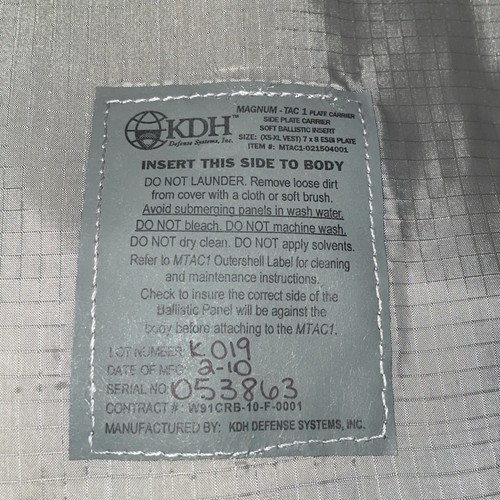 KDH™
Defense Systems, Inc.
MAGNUM - TAC 1 PLATE CARRIER
SIDE PLATE CARRIER
SOFT BALLISTIC INSERT
SIZE: (XS-XL VEST) 7 x 8 ESBI PLATE
ITEM #: MTAC1-021504001
INSERT THIS SIDE TO BODY
DO NOT LAUNDER. Remove loose dirt
from cover with a cloth or soft brush.
Avoid submerging panels in wash water.
DO NOT bleach. DO NOT machine wash.
DO NOT dry clean. DO NOT apply solvents.
Refer to MTAC1 Outershell Label for cleaning
and maintenance instructions.
Check to Insure the correct side of the
Ballistic Panel will be against the
body before attaching to the MTAC1.
LOT NUMBER: K019
DATE OF MFG: 2-10
SERIAL NO: 053863
CONTRACT #: W91CRB-10-F-0001
MANUFACTURED BY: KDH DEFENSE SYSTEMS, INC.